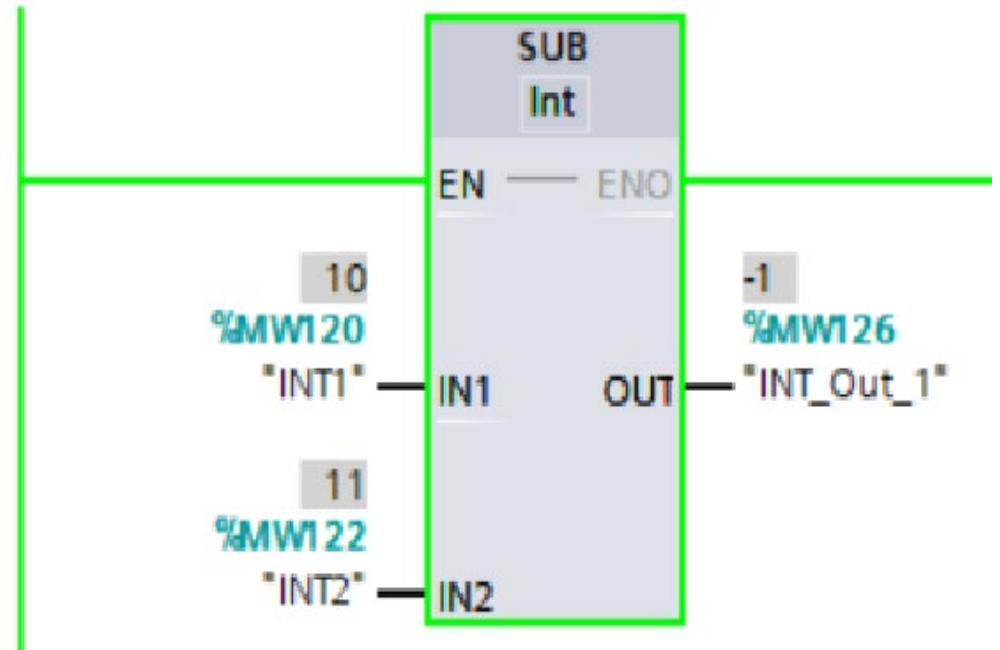 SUB
Int
EN ENO
10
%MW120
"INT1"
IN1
11
%MW122
"INT2"
IN2
-1
%MW126
"INT_Out_1"
OUT